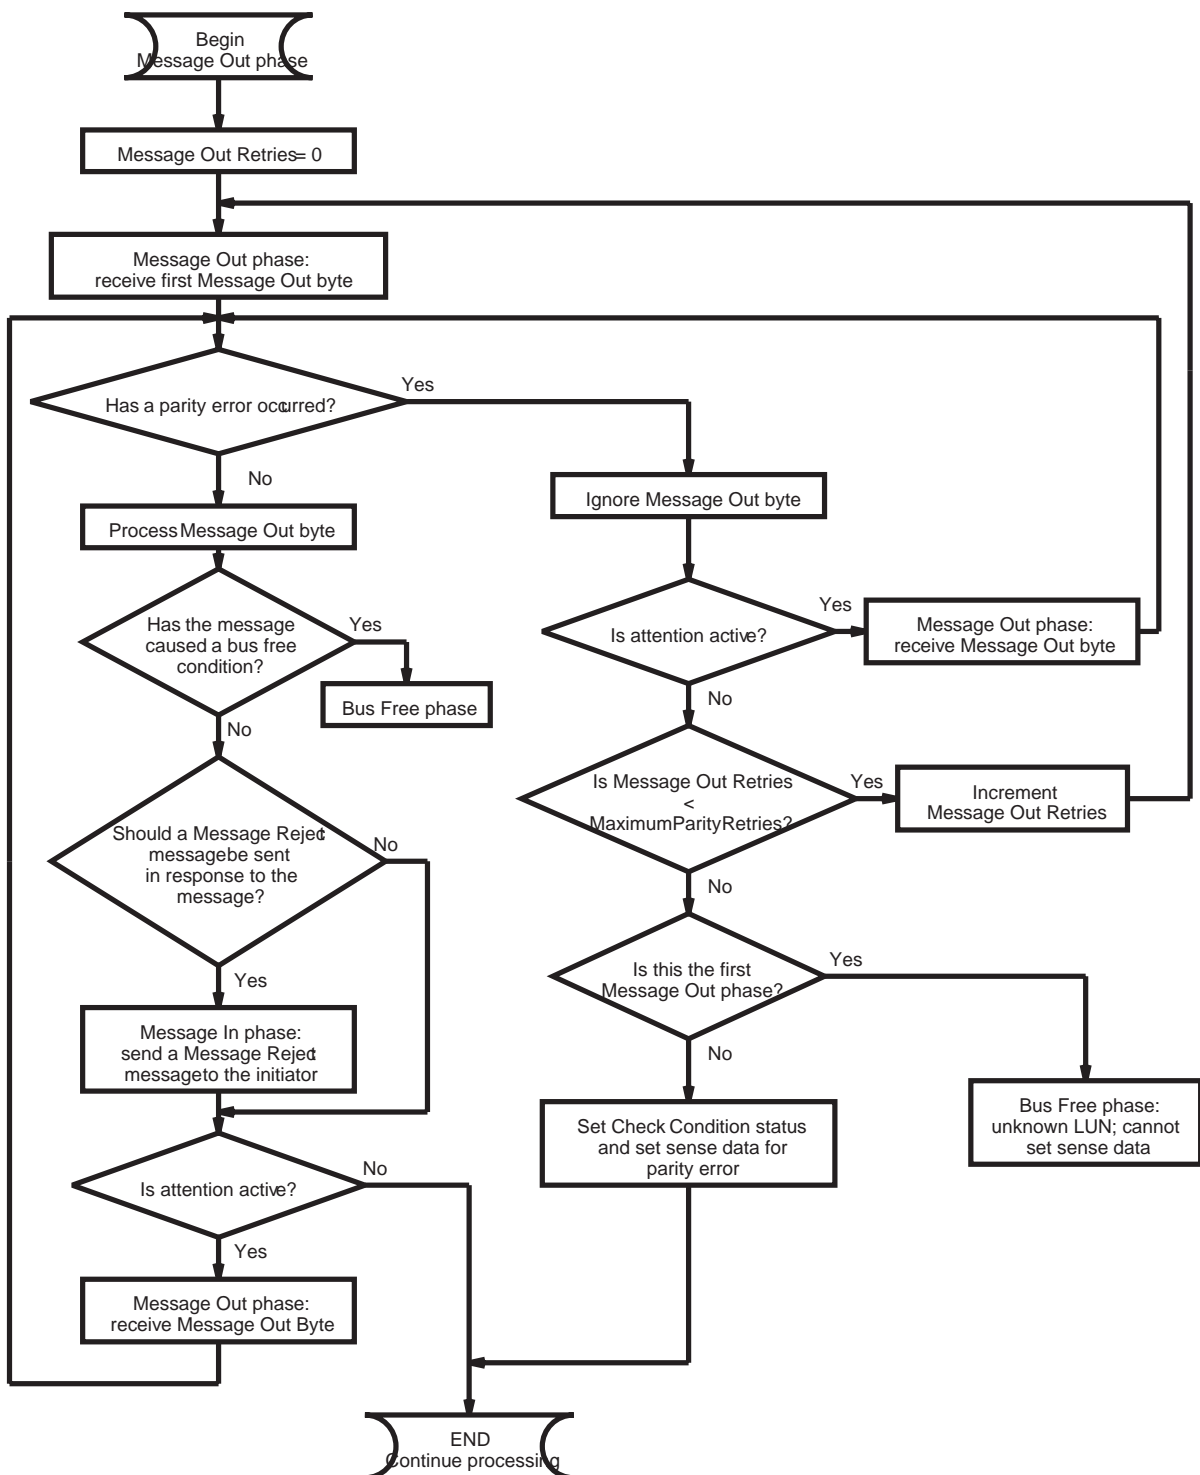 Begin
Message Out phase
Message Out Retries= 0
Message Out phase:
receive first Message Out byte
Has a parity error occurred?
Yes
No
Process Message Out byte
Has the message
caused a bus free
condition?
Yes
Bus Free phase
No
Should a Message Reject
message be sent
in response to the
message?
No
Yes
Message In phase:
send a Message Reject
message to the initiator
Is attention active?
No
Yes
Message Out phase:
receive Message Out Byte
Ignore Message Out byte
Is attention active?
Yes
Message Out phase:
receive Message Out byte
No
Is Message Out Retries
<
Maximum Parity Retries?
Yes
Increment
Message Out Retries
No
Is this the first
Message Out phase?
Yes
Bus Free phase:
unknown LUN; cannot
set sense data
No
Set Check Condition status
and set sense data for
parity error
END
Continue processing